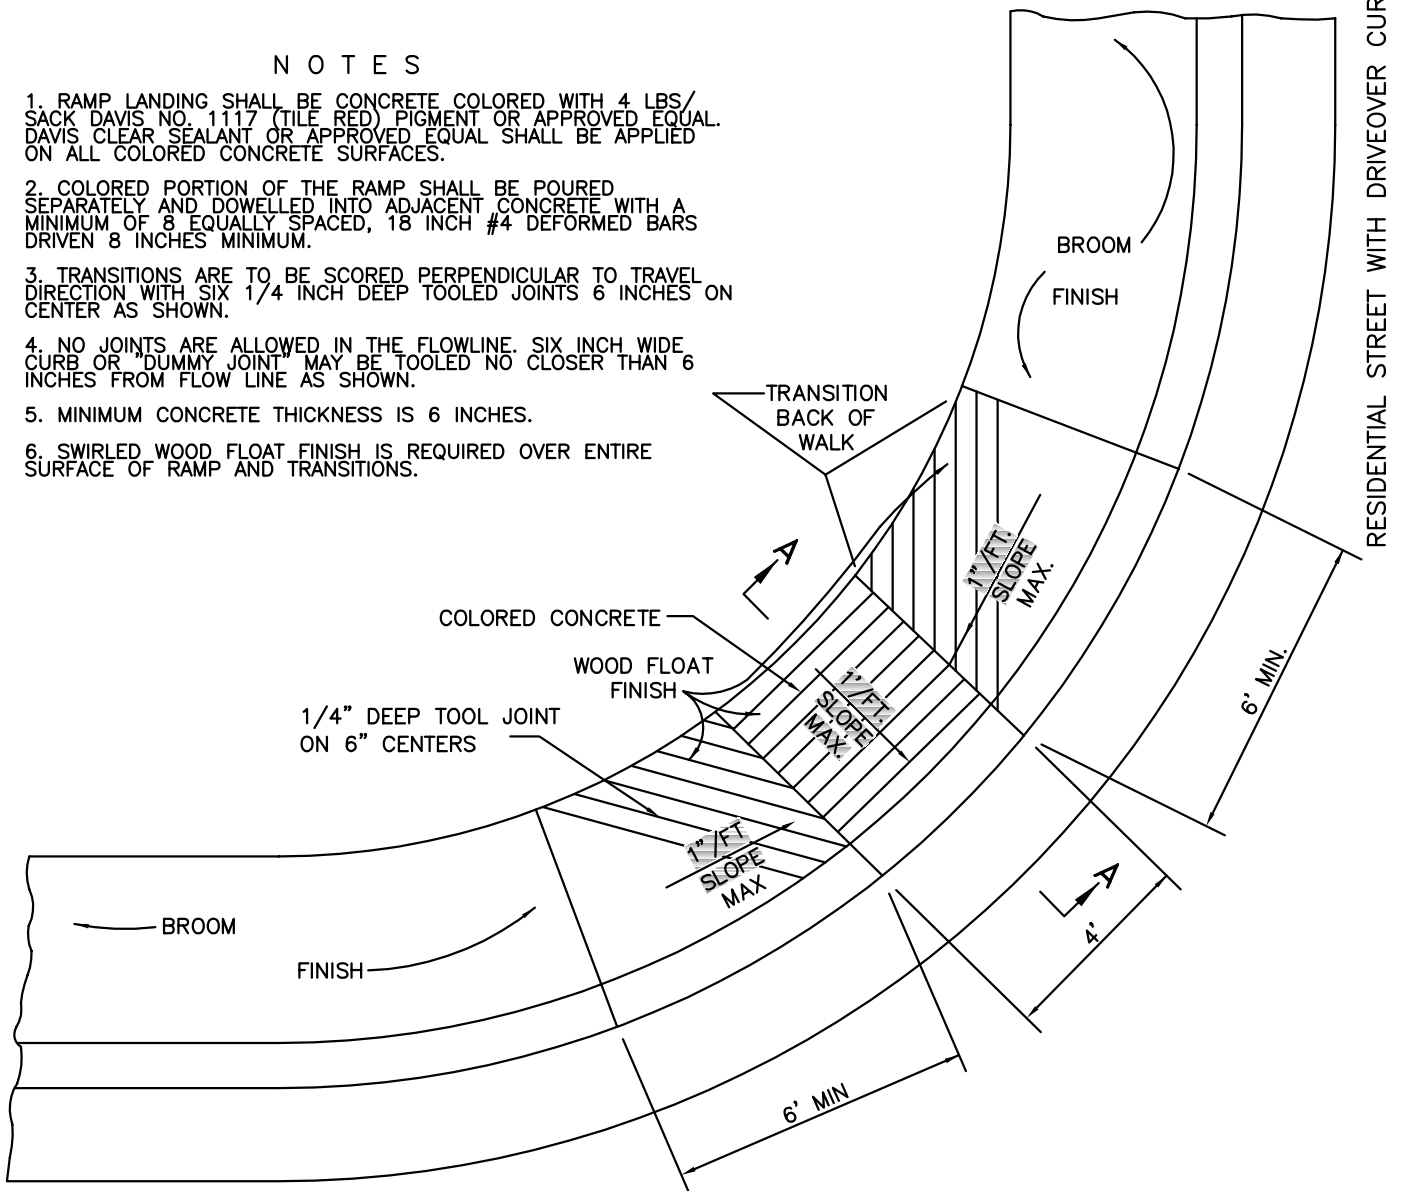 N O T E S
1. RAMP LANDING SHALL BE CONCRETE COLORED WITH 4 LBS/
SACK DAVIS NO. 1117 (TILE RED) PIGMENT OR APPROVED EQUAL.
DAVIS CLEAR SEALANT OR APPROVED EQUAL SHALL BE APPLIED
ON ALL COLORED CONCRETE SURFACES.
2. COLORED PORTION OF THE RAMP SHALL BE POURED
SEPARATELY AND DOWELLED INTO ADJACENT CONCRETE WITH A
MINIMUM OF 8 EQUALLY SPACED, 18 INCH #4 DEFORMED BARS
DRIVEN 8 INCHES MINIMUM.
3. TRANSITIONS ARE TO BE SCORED PERPENDICULAR TO TRAVEL
DIRECTION WITH SIX 1/4 INCH DEEP TOOLED JOINTS 6 INCHES ON
CENTER AS SHOWN.
4. NO JOINTS ARE ALLOWED IN THE FLOWLINE. SIX INCH WIDE
CURB OR "DUMMY JOINT" MAY BE TOOLED NO CLOSER THAN 6
INCHES FROM FLOW LINE AS SHOWN.
5. MINIMUM CONCRETE THICKNESS IS 6 INCHES.
6. SWIRLED WOOD FLOAT FINISH IS REQUIRED OVER ENTIRE
SURFACE OF RAMP AND TRANSITIONS.
BROOM
FINISH
TRANSITION
BACK OF
WALK
A
1"/FT.
SLOPE
MAX.
COLORED CONCRETE
WOOD FLOAT
FINISH
1'/FT.
SLOPE
MAX.
1/4" DEEP TOOL JOINT
ON 6" CENTERS
1"/FT
SLOPE
MAX
BROOM
FINISH
6' MIN.
A
4'
6' MIN
RESIDENTIAL STREET WITH DRIVEOVER